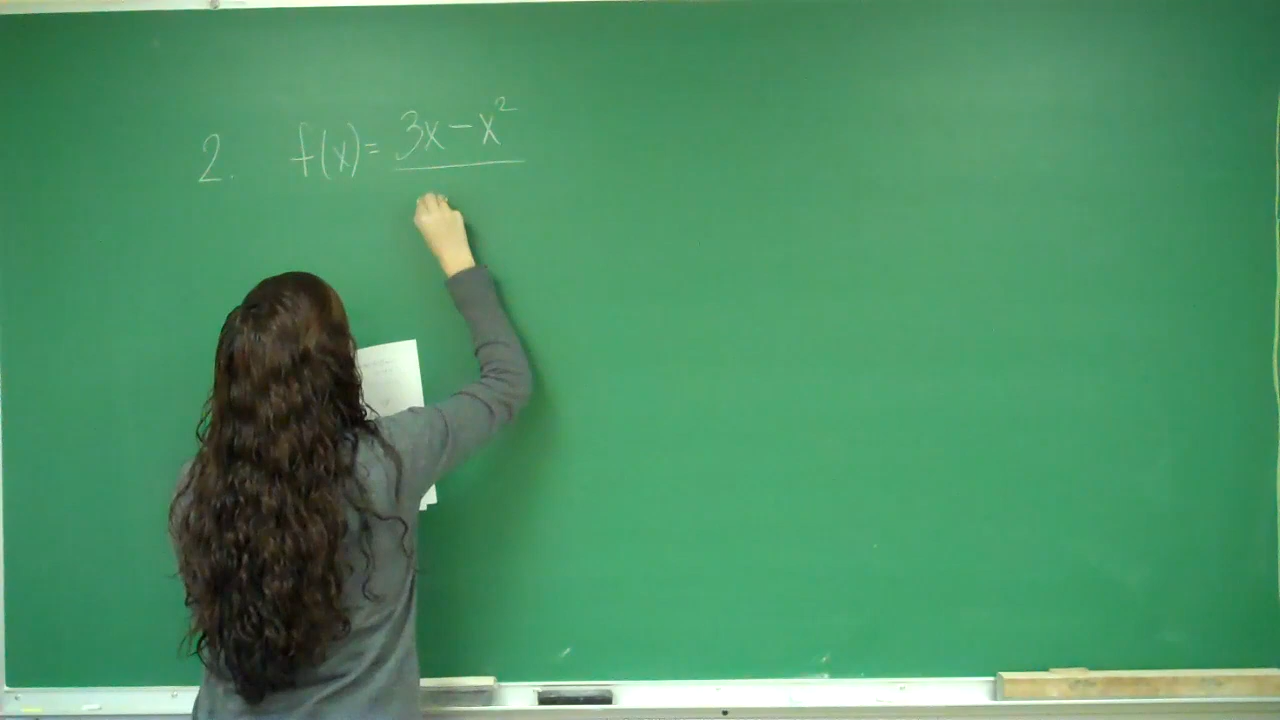 2. f(x) = 3x - x²